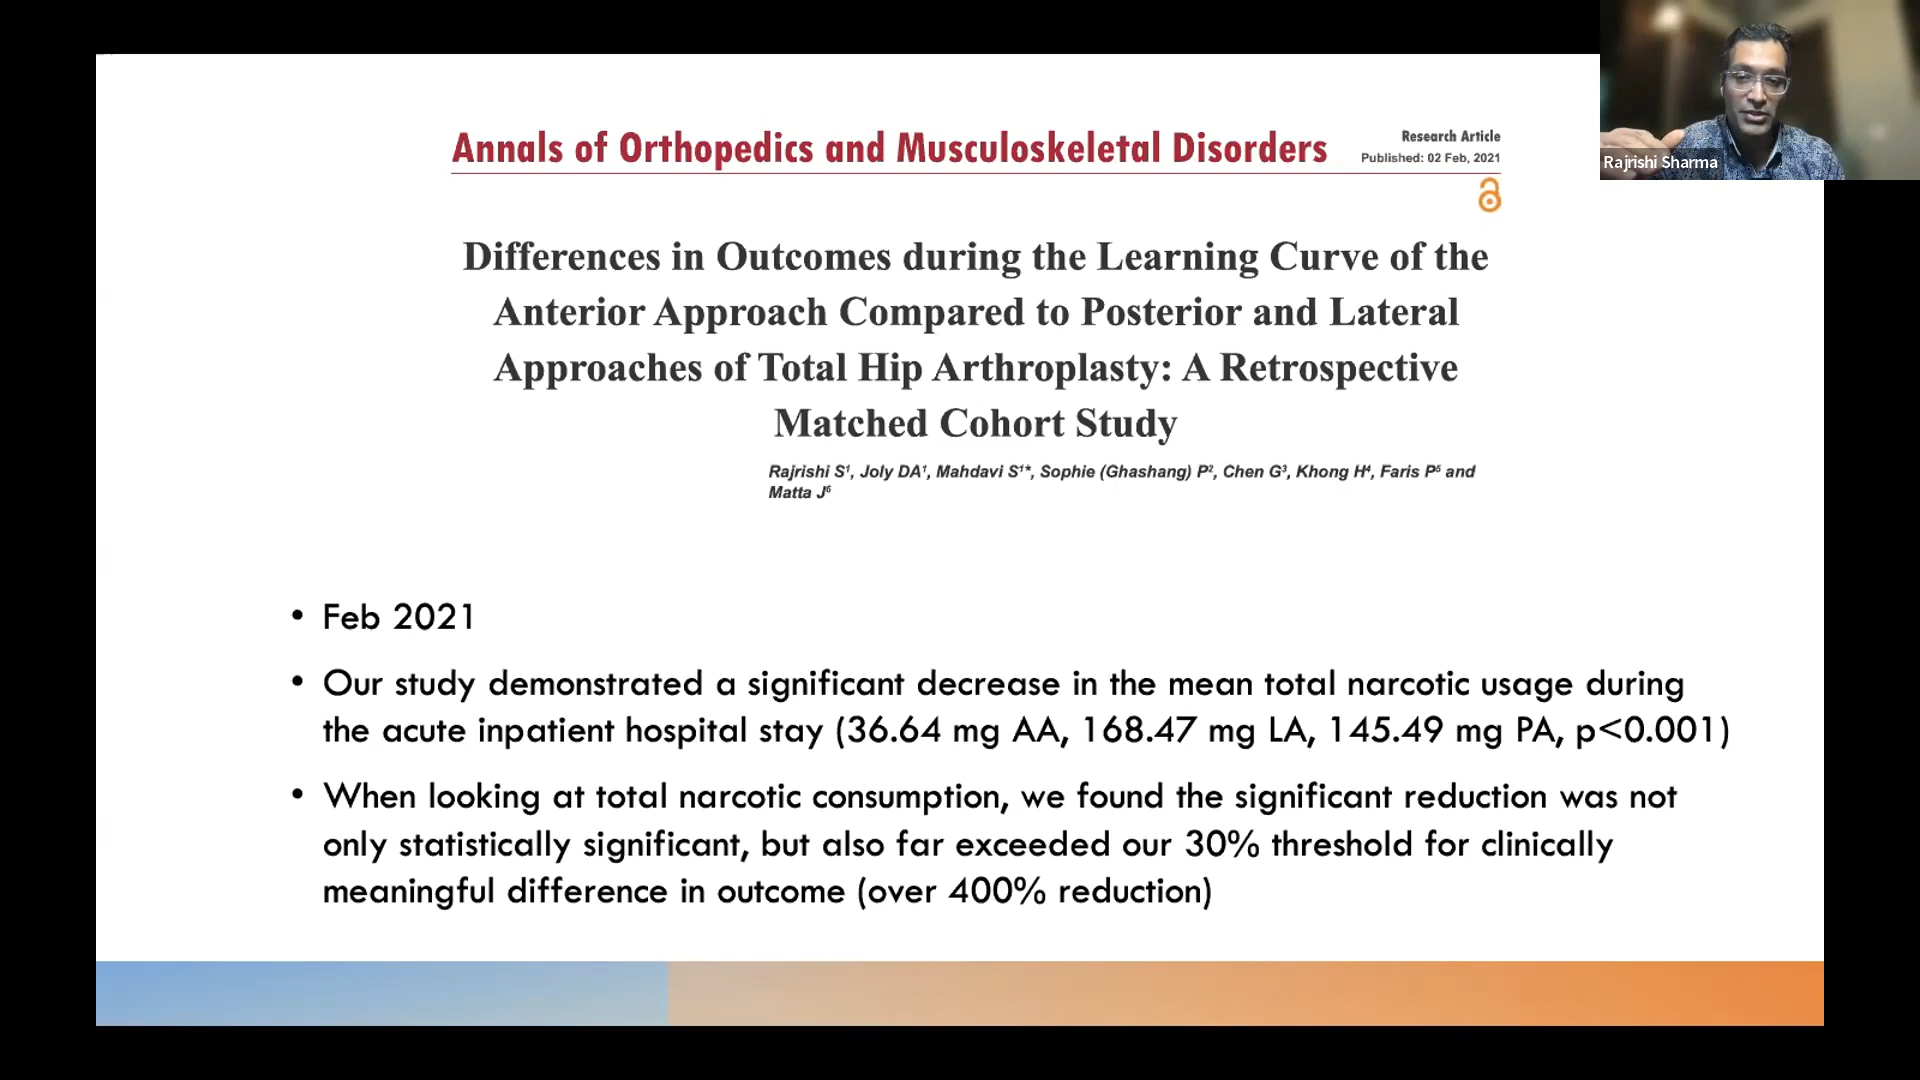 Annals of Orthopedics and Musculoskeletal Disorders
Research Article
Published: 02 Feb, 2021
Rajrishi Sharma
Differences in Outcomes during the Learning Curve of the
Anterior Approach Compared to Posterior and Lateral
Approaches of Total Hip Arthroplasty: A Retrospective
Matched Cohort Study
Rajrishi S¹, Joly DA¹, Mahdavi S¹*, Sophie (Ghashang) P², Chen G³, Khong H⁴, Faris P⁵ and
Matta J⁶
• Feb 2021
• Our study demonstrated a significant decrease in the mean total narcotic usage during
the acute inpatient hospital stay (36.64 mg AA, 168.47 mg LA, 145.49 mg PA, p<0.001)
• When looking at total narcotic consumption, we found the significant reduction was not
only statistically significant, but also far exceeded our 30% threshold for clinically
meaningful difference in outcome (over 400% reduction)